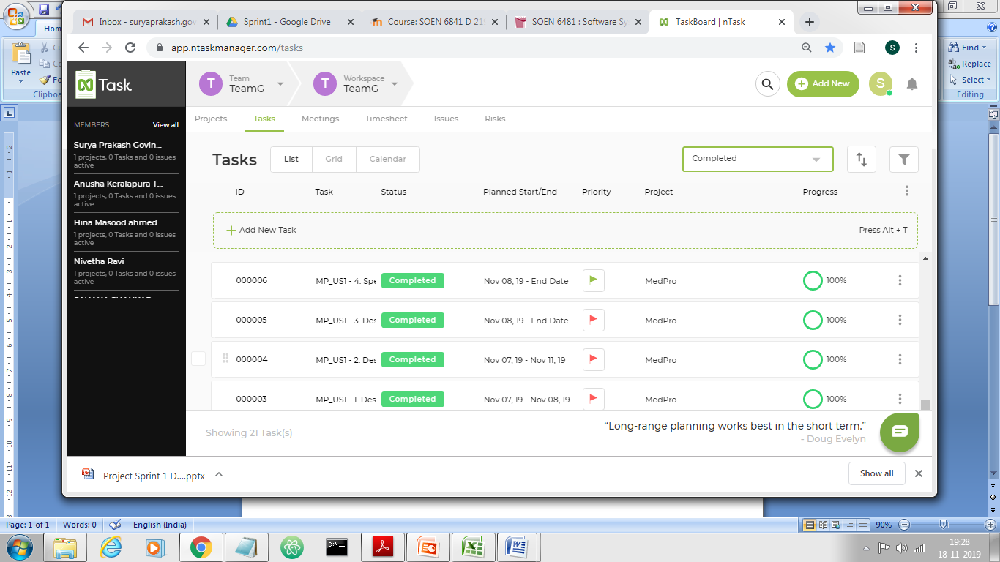 Inbox - suryaprakash.gov
Sprint1 - Google Drive
Course: SOEN 6841 D 219
SOEN 6481 : Software Sy
TaskBoard | nTask
app.ntaskmanager.com/tasks
S
Home
Paste
Cu
Co
Fo
Clipboa
Find
Replace
Select
Editing
Task
T
Team
TeamG
T
Workspace
TeamG
Add New
S
Projects
Tasks
Meetings
Timesheet
Issues
Risks
MEMBERS
View all
Surya Prakash Govin...
1 projects, 0 Tasks and 0 issues
active
Anusha Keralapura T...
1 projects, 0 Tasks and 0 issues
active
Hina Masood ahmed
1 projects, 0 Tasks and 0 issues
active
Nivetha Ravi
1 projects, 0 Tasks and 0 issues
active
Tasks
List
Grid
Calendar
Completed
ID
Task
Status
Planned Start/End
Priority
Project
Progress
Add New Task
Press Alt + T
000006
MP_US1 - 4. Spe
Completed
Nov 08, 19 - End Date
MedPro
100%
000005
MP_US1 - 3. Des
Completed
Nov 08, 19 - End Date
MedPro
100%
000004
MP_US1 - 2. Des
Completed
Nov 07, 19 - Nov 11, 19
MedPro
100%
000003
MP_US1 - 1. Des
Completed
Nov 07, 19 - Nov 08, 19
MedPro
100%
Showing 21 Task(s)
“Long-range planning works best in the short term.”
- Doug Evelyn
Project Sprint 1 D....pptx
Show all
Page: 1 of 1
Words: 0
English (India)
90%
19:28
18-11-2019